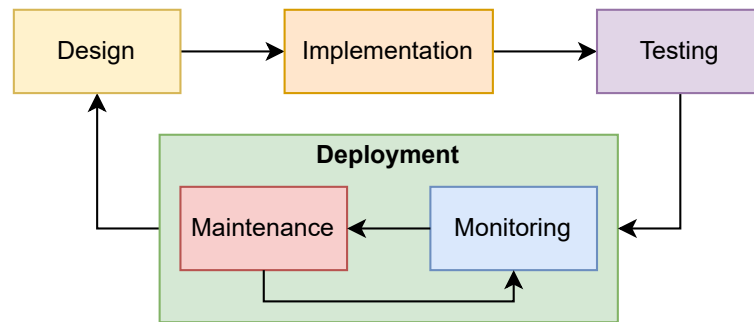 Design
Implementation
Testing
Deployment
Maintenance
Monitoring